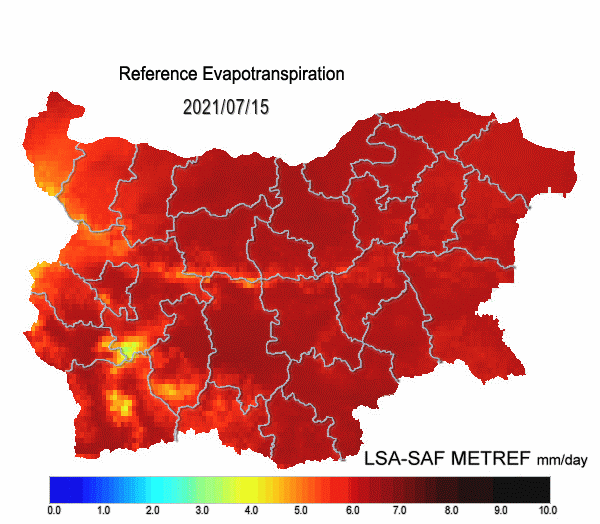 Reference Evapotranspiration
2021/07/15
LSA-SAF METREF mm/day
0.0 1.0 2.0 3.0 4.0 5.0 6.0 7.0 8.0 9.0 10.0